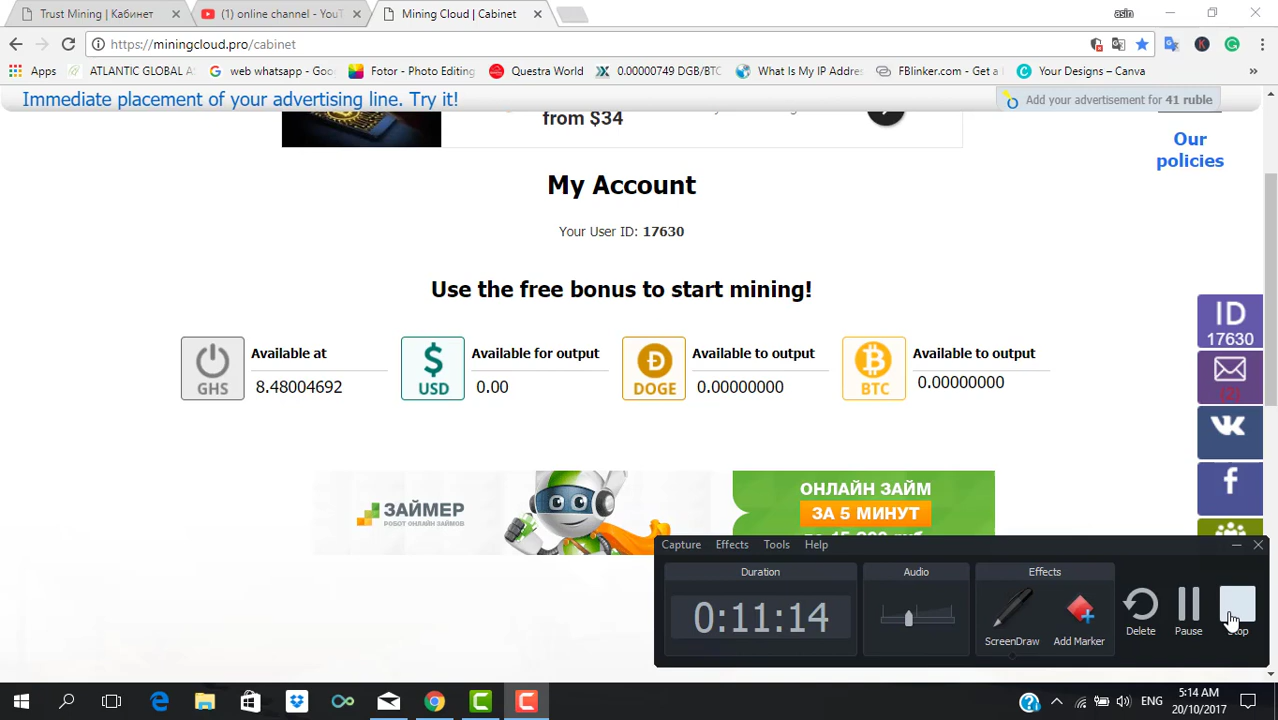 Trust Mining | Кабинет
(1) online channel - YouT
Mining Cloud | Cabinet
asin
https://miningcloud.pro/cabinet
Apps
ATLANTIC GLOBAL A
web whatsapp - Goo
Fotor - Photo Editing
Questra World
0.00000749 DGB/BTC
What Is My IP Addre
FBlinker.com - Get a
Your Designs – Canva
Immediate placement of your advertising line. Try it!
Add your advertisement for 41 ruble
from $34
Our
policies
My Account
Your User ID: 17630
Use the free bonus to start mining!
GHS
Available at
8.48004692
$
USD
Available for output
0.00
DOGE
Available to output
0.00000000
BTC
Available to output
0.00000000
ID
17630
(2)
ЗАЙМЕР
РОБОТ ОНЛАЙН ЗАЙМОВ
ОНЛАЙН ЗАЙМ
ЗА 5 МИНУТ
Capture
Effects
Tools
Help
Duration
0:11:14
Audio
Effects
ScreenDraw
Add Marker
Delete
Pause
Stop
ENG
5:14 AM
20/10/2017